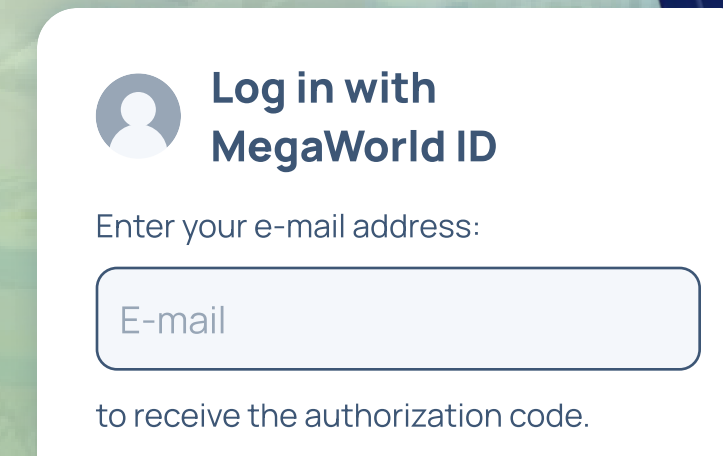 Log in with
MegaWorld ID
Enter your e-mail address:
E-mail
to receive the authorization code.